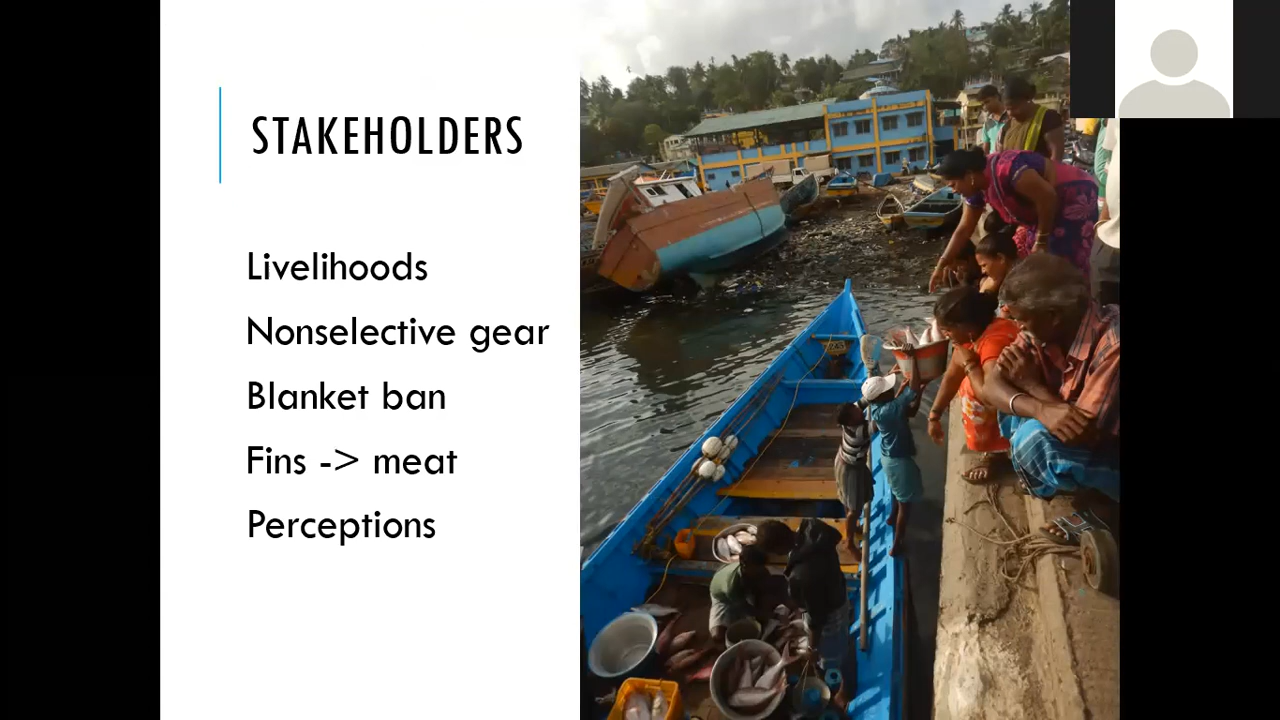 STAKEHOLDERS
Livelihoods
Nonselective gear
Blanket ban
Fins -> meat
Perceptions